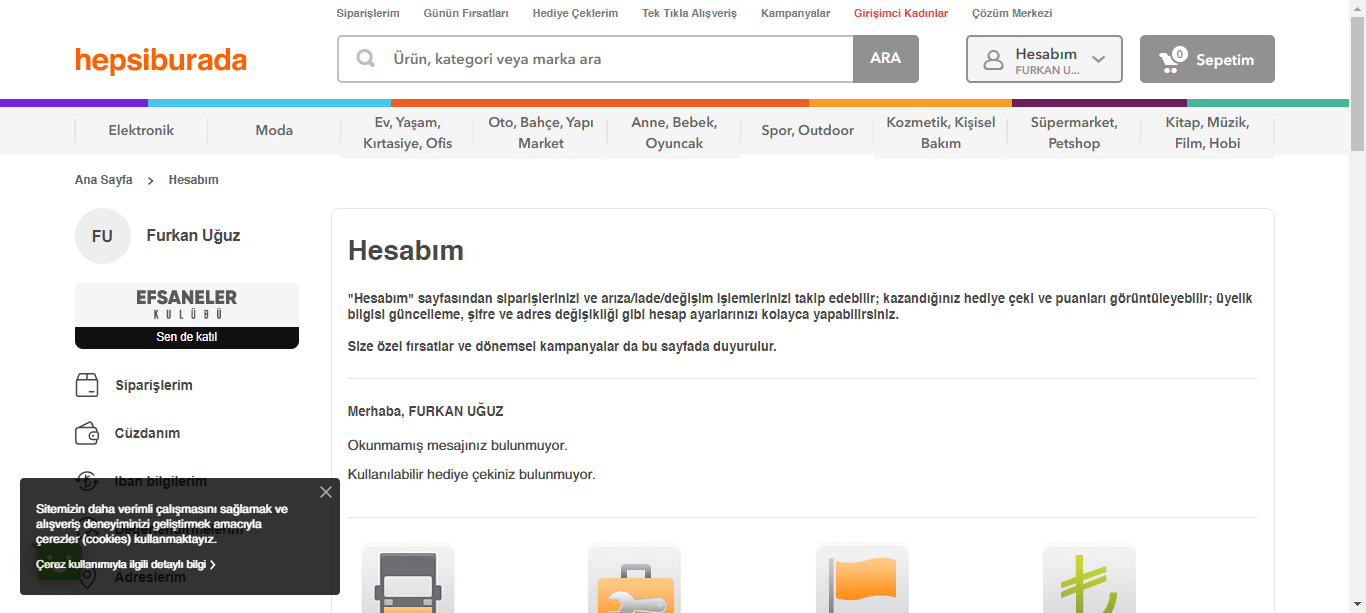 Siparişlerim Günün Fırsatları Hediye Çeklerim Tek Tıkla Alışveriş Kampanyalar Girişimci Kadınlar Çözüm Merkezi
hepsiburada
Ürün, kategori veya marka ara
ARA
Hesabım
FURKAN U...
0
Sepetim
Elektronik
Moda
Ev, Yaşam,
Kırtasiye, Ofis
Oto, Bahçe, Yapı
Market
Anne, Bebek,
Oyuncak
Spor, Outdoor
Kozmetik, Kişisel
Bakım
Süpermarket,
Petshop
Kitap, Müzik,
Film, Hobi
Ana Sayfa > Hesabım
FU
Furkan Uğuz
EFSANELER
KULÜBÜ
Sen de katıl
Siparişlerim
Cüzdanım
Iban bilgilerim
Adreslerim
Sitemizin daha verimli çalışmasını sağlamak ve
alışveriş deneyiminizi geliştirmek amacıyla
çerezler (cookies) kullanmaktayız.
Çerez kullanımıyla ilgili detaylı bilgi >
Hesabım
"Hesabım" sayfasından siparişlerinizi ve arıza/iade/değişim işlemlerinizi takip edebilir; kazandığınız hediye çeki ve puanları görüntüleyebilir; üyelik
bilgisi güncelleme, şifre ve adres değişikliği gibi hesap ayarlarınızı kolayca yapabilirsiniz.
Size özel fırsatlar ve dönemsel kampanyalar da bu sayfada duyurulur.
Merhaba, FURKAN UĞUZ
Okunmamış mesajınız bulunmuyor.
Kullanılabilir hediye çekiniz bulunmuyor.